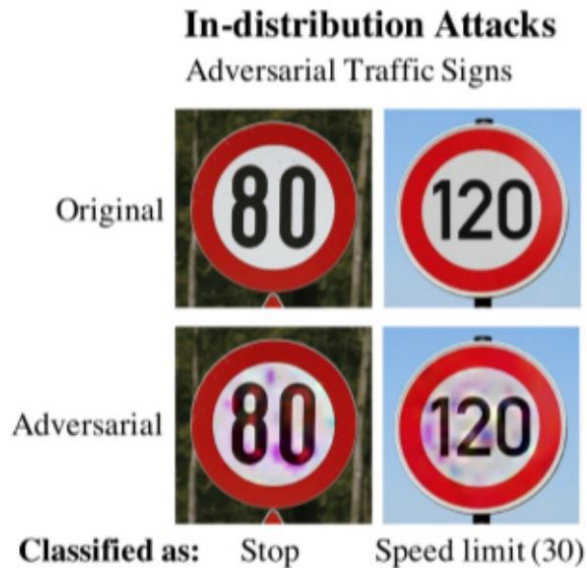 In-distribution Attacks
Adversarial Traffic Signs
Original
80
120
Adversarial
80
120
Classified as: Stop Speed limit (30)